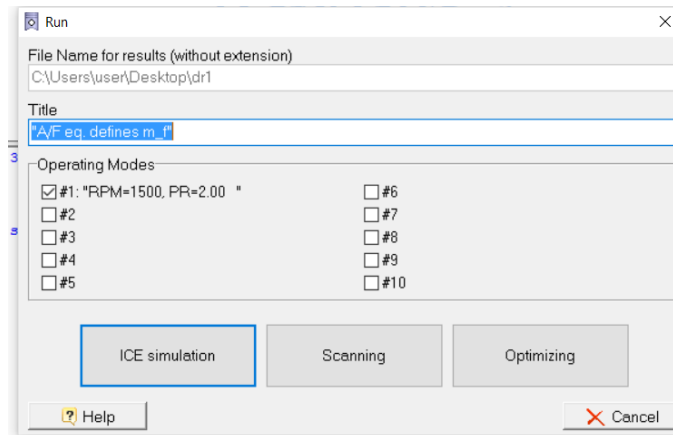 Run
File Name for results (without extension)
C:\Users\user\Desktop\dr1
Title
"A/F eq. defines m_f"
3
Operating Modes
#1: "RPM=1500, PR=2.00 "
#2
#3
#4
#5
#6
#7
#8
#9
#10
ICE simulation
Scanning
Optimizing
Help
Cancel